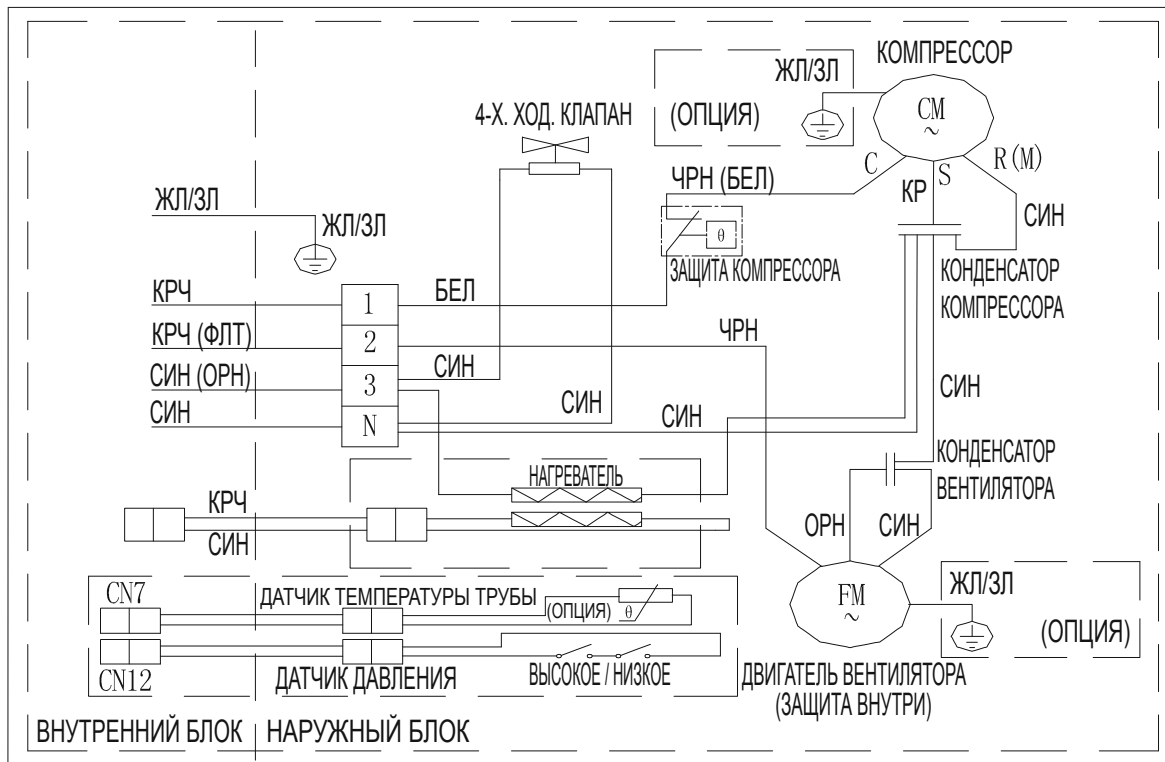 КОМПРЕССОР
ЖЛ/ЗЛ
(ОПЦИЯ)
CM
~
4-Х. ХОД. КЛАПАН
C
S
R(M)
ЧРН (БЕЛ)
КР
СИН
ЖЛ/ЗЛ
ЖЛ/ЗЛ
θ
ЗАЩИТА КОМПРЕССОРА
КОНДЕНСАТОР
КОМПРЕССОРА
КРЧ
1
БЕЛ
КРЧ (ФЛТ)
2
ЧРН
СИН (ОРН)
3
СИН
СИН
N
СИН
СИН
СИН
НАГРЕВАТЕЛЬ
КОНДЕНСАТОР
ВЕНТИЛЯТОРА
КРЧ
СИН
ОРН
СИН
CN7
ДАТЧИК ТЕМПЕРАТУРЫ ТРУБЫ
(ОПЦИЯ)
θ
FM
~
ЖЛ/ЗЛ
(ОПЦИЯ)
CN12
ДАТЧИК ДАВЛЕНИЯ
ВЫСОКОЕ / НИЗКОЕ
ДВИГАТЕЛЬ ВЕНТИЛЯТОРА
(ЗАЩИТА ВНУТРИ)
ВНУТРЕННИЙ БЛОК
НАРУЖНЫЙ БЛОК